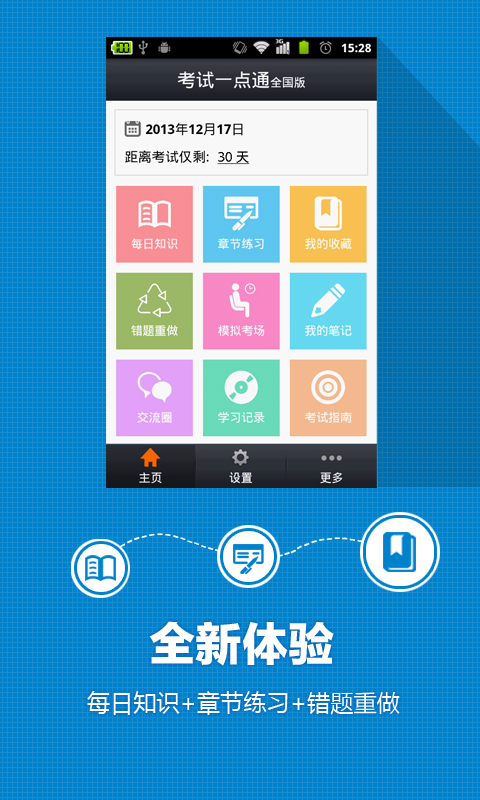 15:28
考试一点通全国版
2013年12月17日
距离考试仅剩: 30 天
每日知识
章节练习
我的收藏
错题重做
模拟考场
我的笔记
交流圈
学习记录
考试指南
主页
设置
更多
全新体验
每日知识+章节练习+错题重做